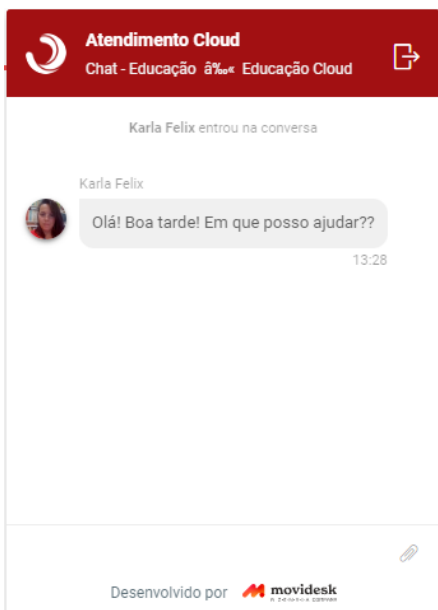 Atendimento Cloud
Chat - Educação â‰« Educação Cloud
Karla Felix entrou na conversa
Karla Felix
Olá! Boa tarde! Em que posso ajudar??
13:28
Desenvolvido por movidesk